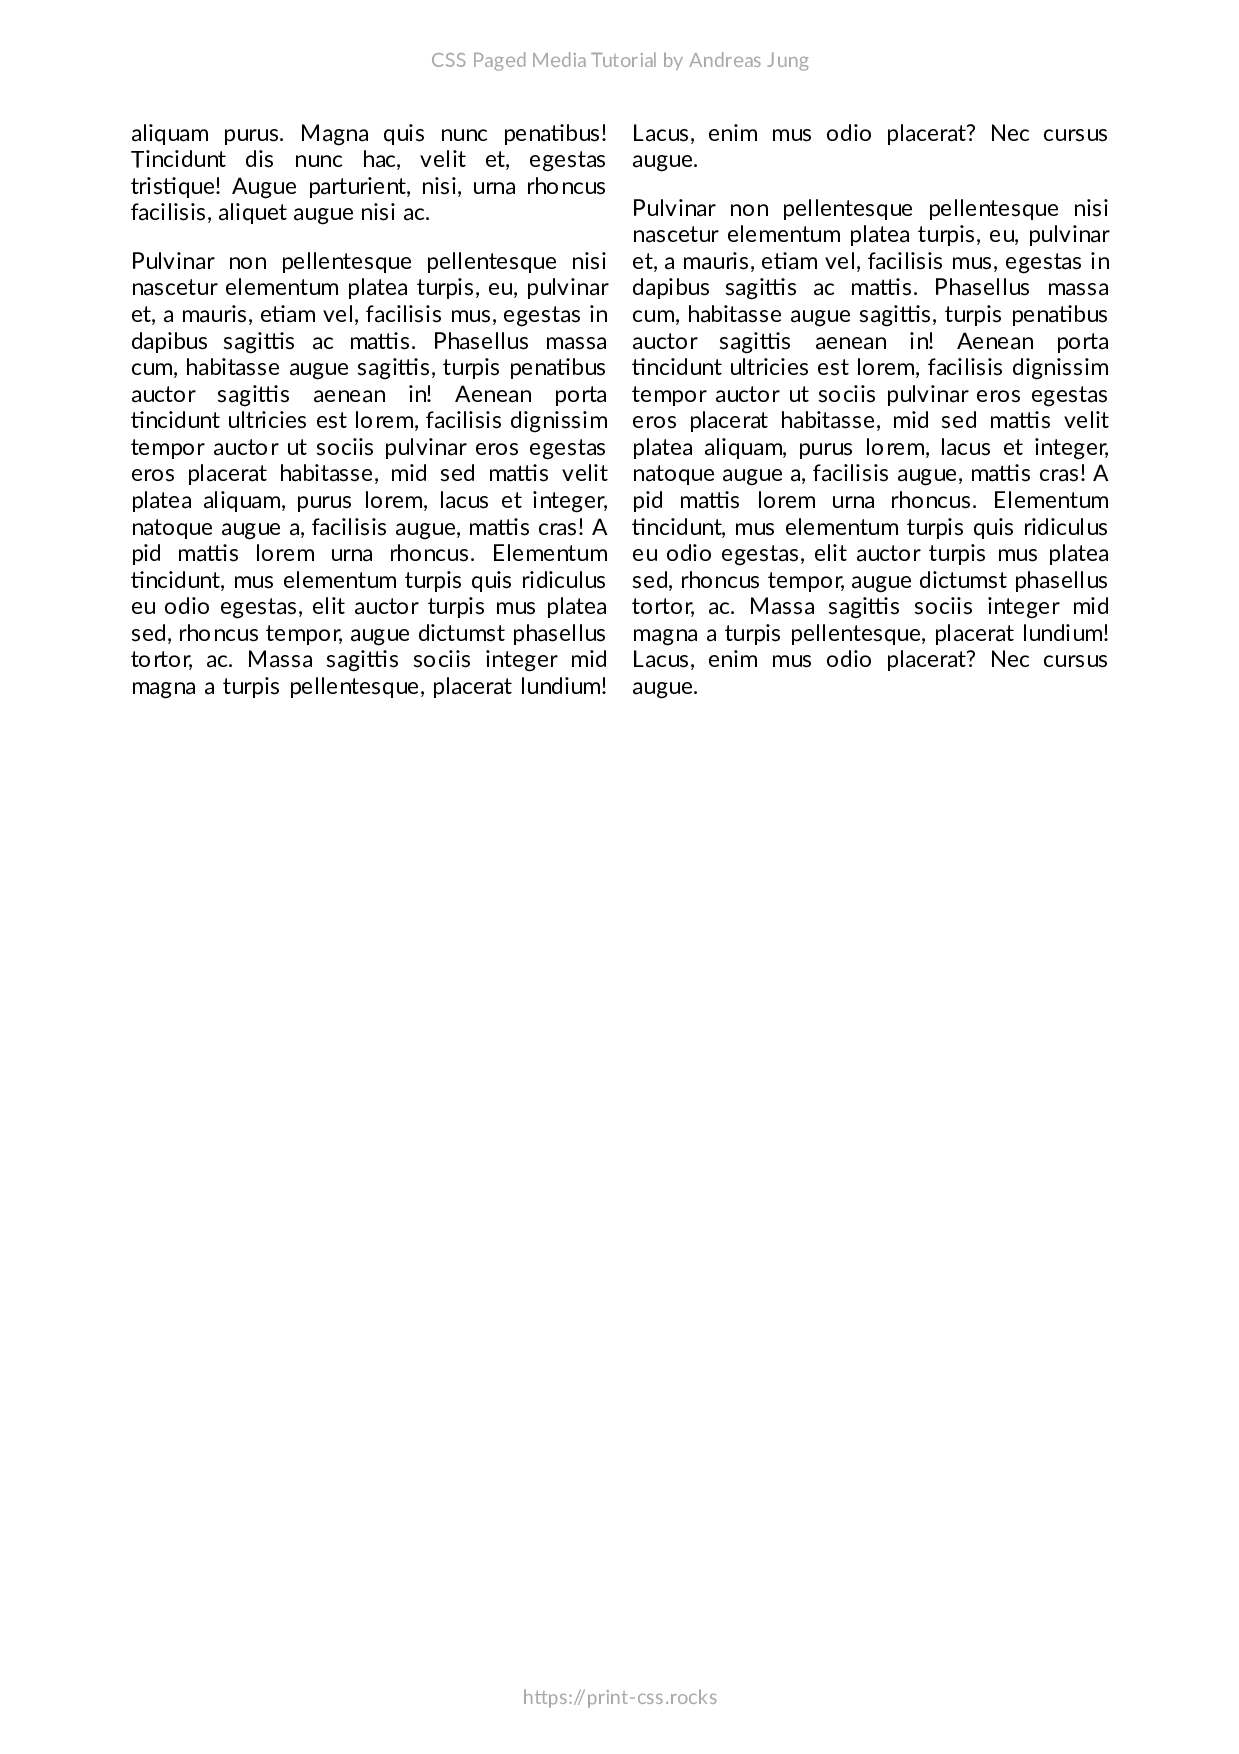 CSS Paged Media Tutorial by Andreas Jung
aliquam purus. Magna quis nunc penatibus!
Tincidunt dis nunc hac, velit et, egestas
tristique! Augue parturient, nisi, urna rhoncus
facilisis, aliquet augue nisi ac.
Pulvinar non pellentesque pellentesque nisi
nascetur elementum platea turpis, eu, pulvinar
et, a mauris, etiam vel, facilisis mus, egestas in
dapibus sagittis ac mattis. Phasellus massa
cum, habitasse augue sagittis, turpis penatibus
auctor sagittis aenean in! Aenean porta
tincidunt ultricies est lorem, facilisis dignissim
tempor auctor ut sociis pulvinar eros egestas
eros placerat habitasse, mid sed mattis velit
platea aliquam, purus lorem, lacus et integer,
natoque augue a, facilisis augue, mattis cras! A
pid mattis lorem urna rhoncus. Elementum
tincidunt, mus elementum turpis quis ridiculus
eu odio egestas, elit auctor turpis mus platea
sed, rhoncus tempor, augue dictumst phasellus
tortor, ac. Massa sagittis sociis integer mid
magna a turpis pellentesque, placerat lundium!
Lacus, enim mus odio placerat? Nec cursus
augue.
Pulvinar non pellentesque pellentesque nisi
nascetur elementum platea turpis, eu, pulvinar
et, a mauris, etiam vel, facilisis mus, egestas in
dapibus sagittis ac mattis. Phasellus massa
cum, habitasse augue sagittis, turpis penatibus
auctor sagittis aenean in! Aenean porta
tincidunt ultricies est lorem, facilisis dignissim
tempor auctor ut sociis pulvinar eros egestas
eros placerat habitasse, mid sed mattis velit
platea aliquam, purus lorem, lacus et integer,
natoque augue a, facilisis augue, mattis cras! A
pid mattis lorem urna rhoncus. Elementum
tincidunt, mus elementum turpis quis ridiculus
eu odio egestas, elit auctor turpis mus platea
sed, rhoncus tempor, augue dictumst phasellus
tortor, ac. Massa sagittis sociis integer mid
magna a turpis pellentesque, placerat lundium!
Lacus, enim mus odio placerat? Nec cursus
augue.
https://print-css.rocks